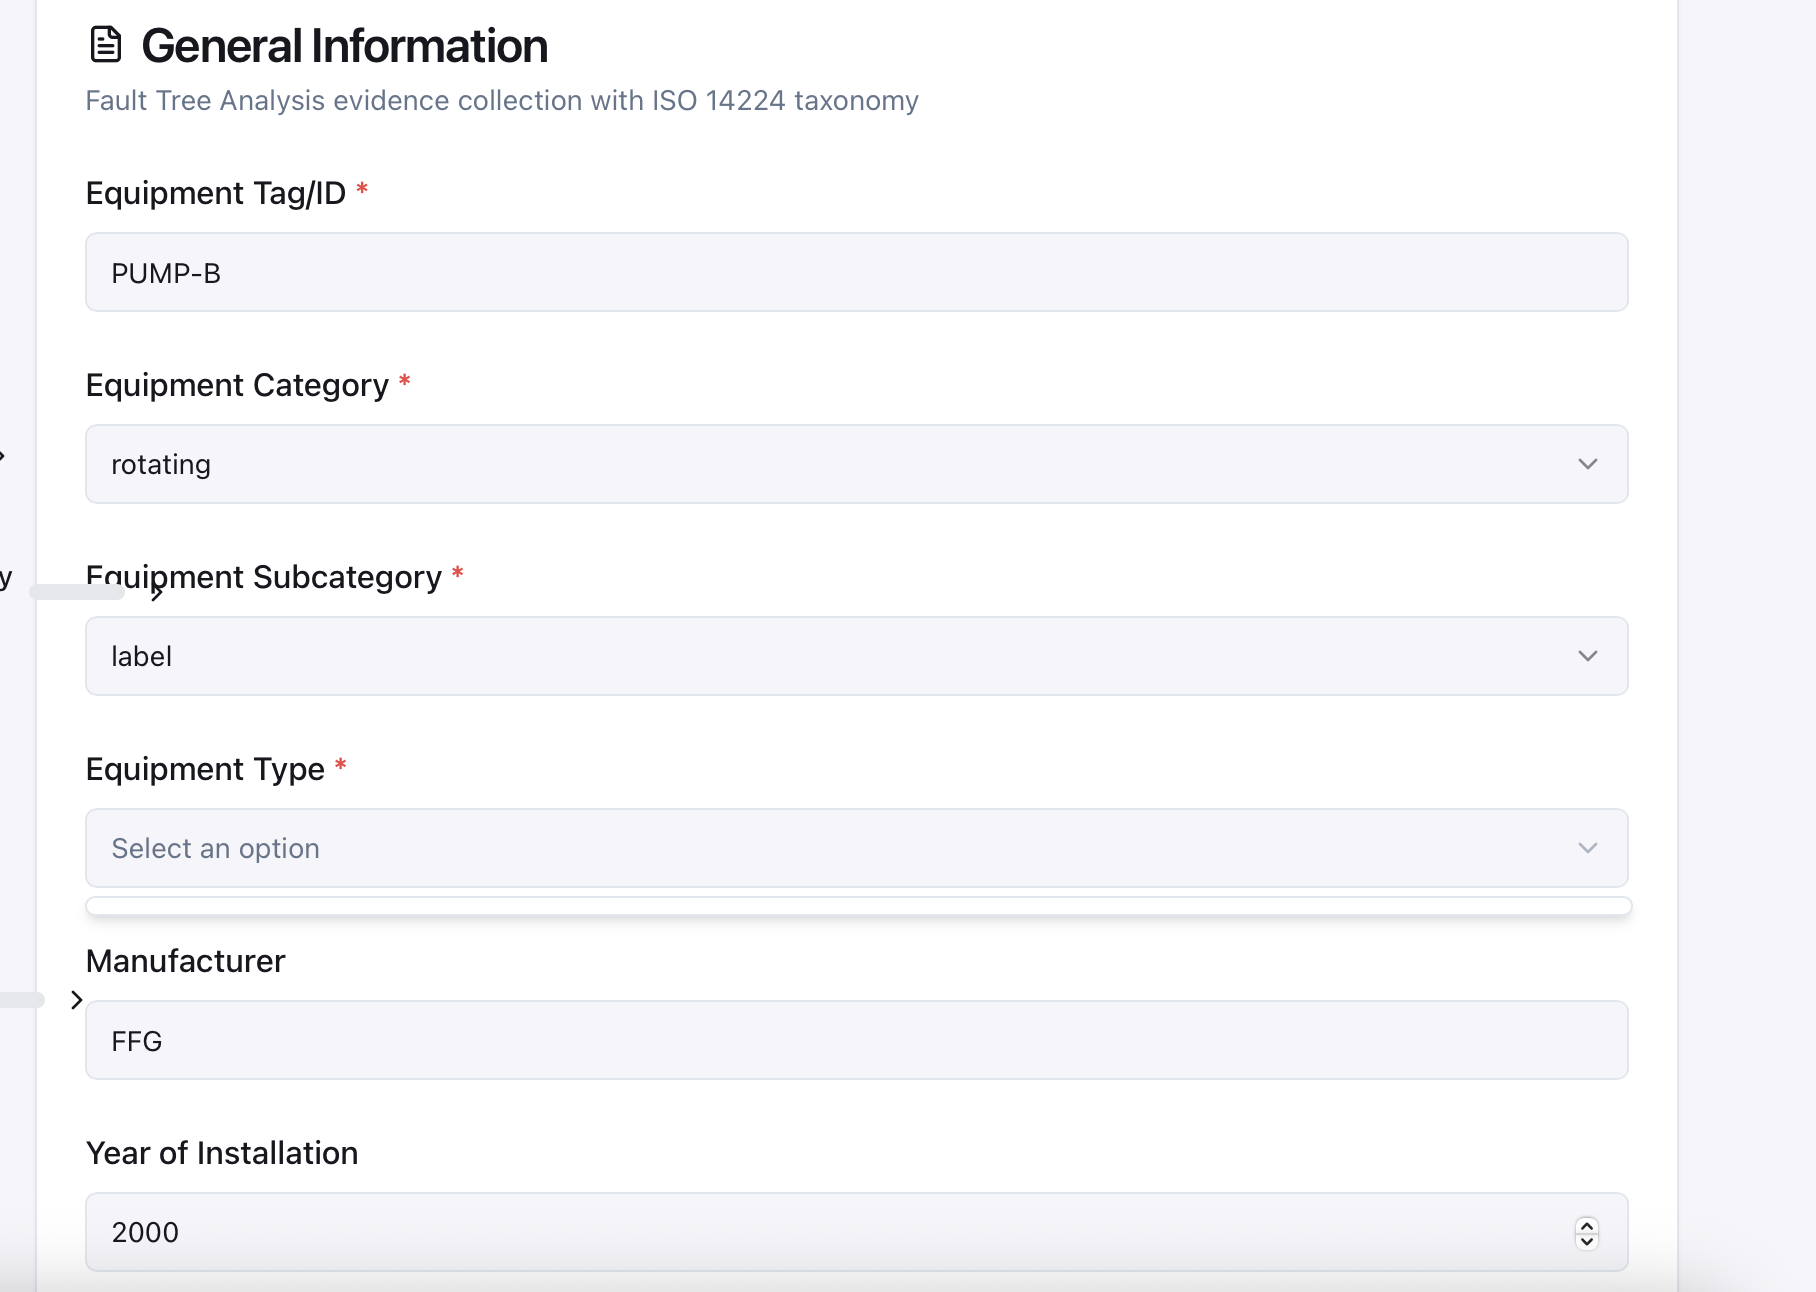 General Information
Fault Tree Analysis evidence collection with ISO 14224 taxonomy
Equipment Tag/ID *
PUMP-B
Equipment Category *
rotating
y
Equipment Subcategory *
label
Equipment Type *
Select an option
Manufacturer
FFG
Year of Installation
2000